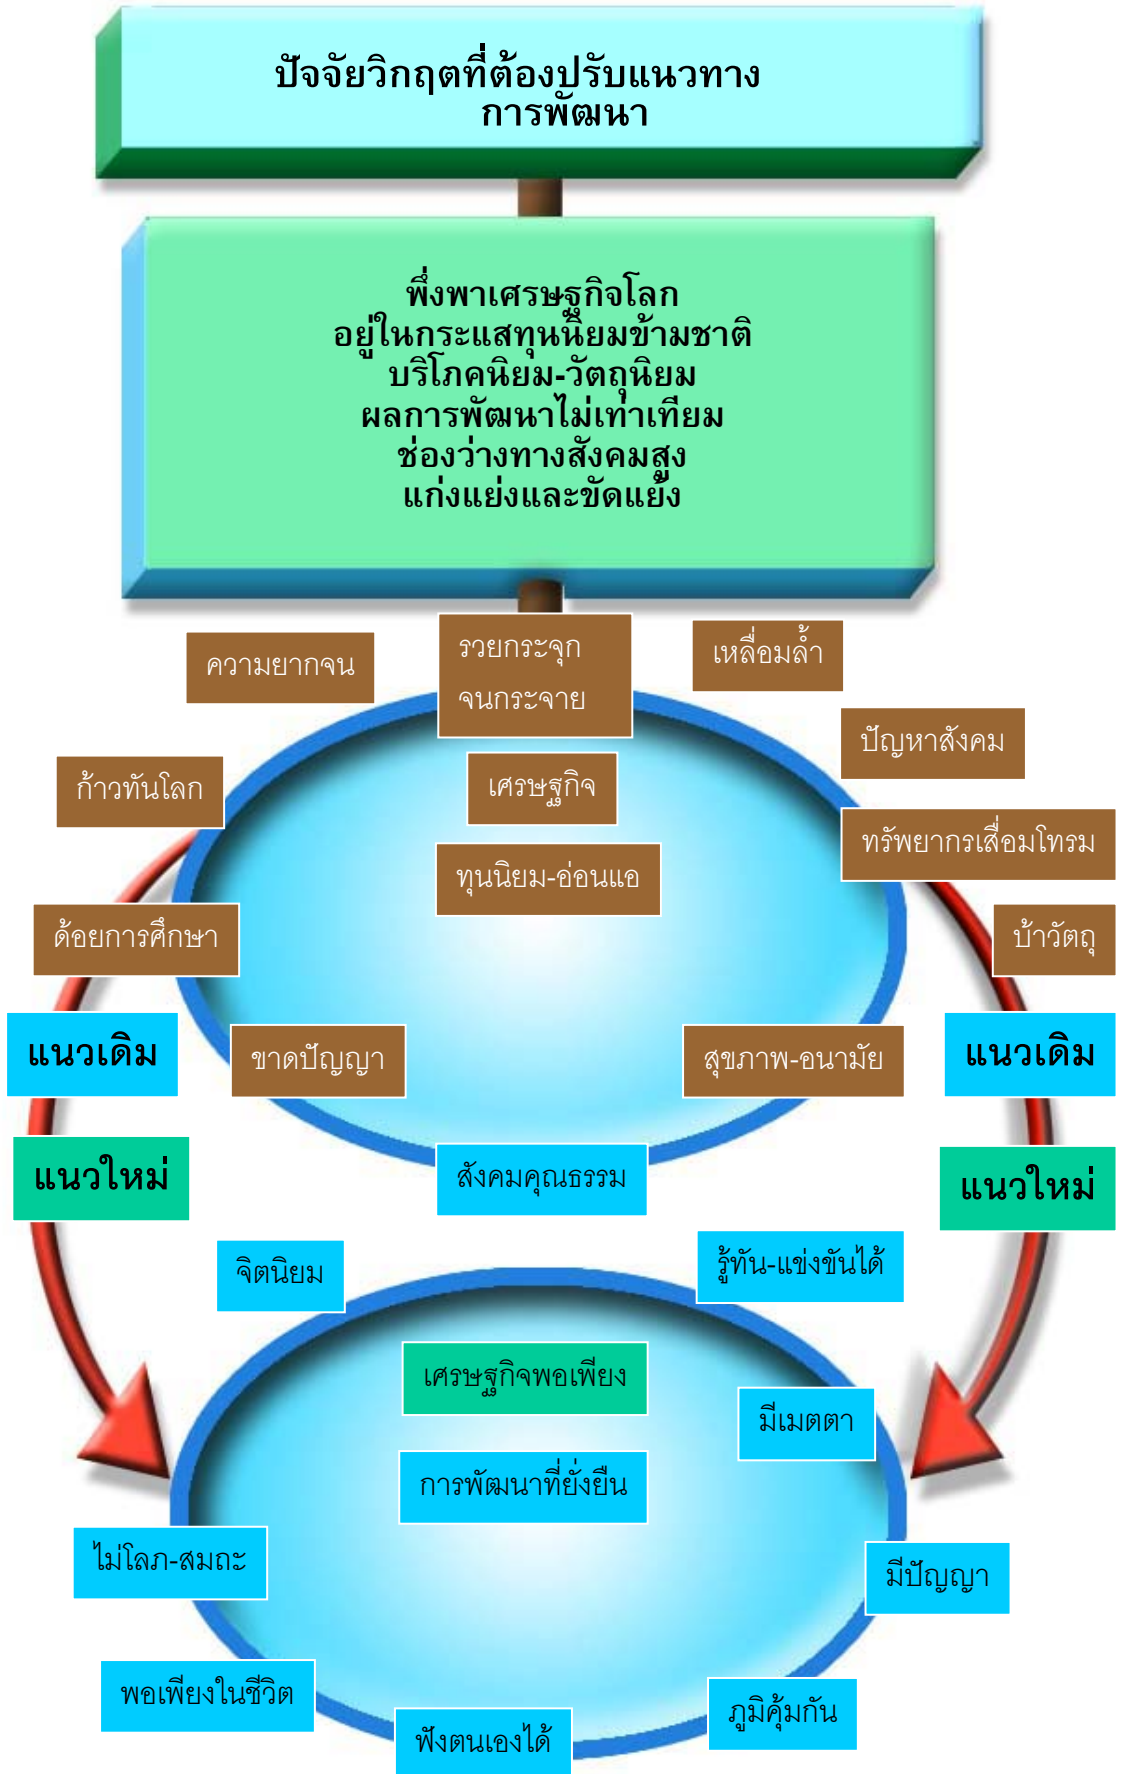 ปัจจัยวิกฤตที่ต้องปรับแนวทาง
การพัฒนา
พึ่งพาเศรษฐกิจโลก
อยู่ในกระแสทุนนิยมข้ามชาติ
บริโภคนิยม-วัตถุนิยม
ผลการพัฒนาไม่เท่าเทียม
ช่องว่างทางสังคมสูง
แก่งแย่งและขัดแย้ง
ความยากจน
รวยกระจุก
จนกระจาย
เหลื่อมล้ำ
ปัญหาสังคม
ก้าวทันโลก
เศรษฐกิจ
ทรัพยากรเสื่อมโทรม
ทุนนิยม-อ่อนแอ
ด้อยการศึกษา
บ้าวัตถุ
แนวเดิม
ขาดปัญญา
สุขภาพ-อนามัย
แนวเดิม
แนวใหม่
สังคมคุณธรรม
แนวใหม่
จิตนิยม
รู้ทัน-แข่งขันได้
เศรษฐกิจพอเพียง
มีเมตตา
การพัฒนาที่ยั่งยืน
ไม่โลภ-สมถะ
มีปัญญา
พอเพียงในชีวิต
ภูมิคุ้มกัน
ฟังตนเองได้